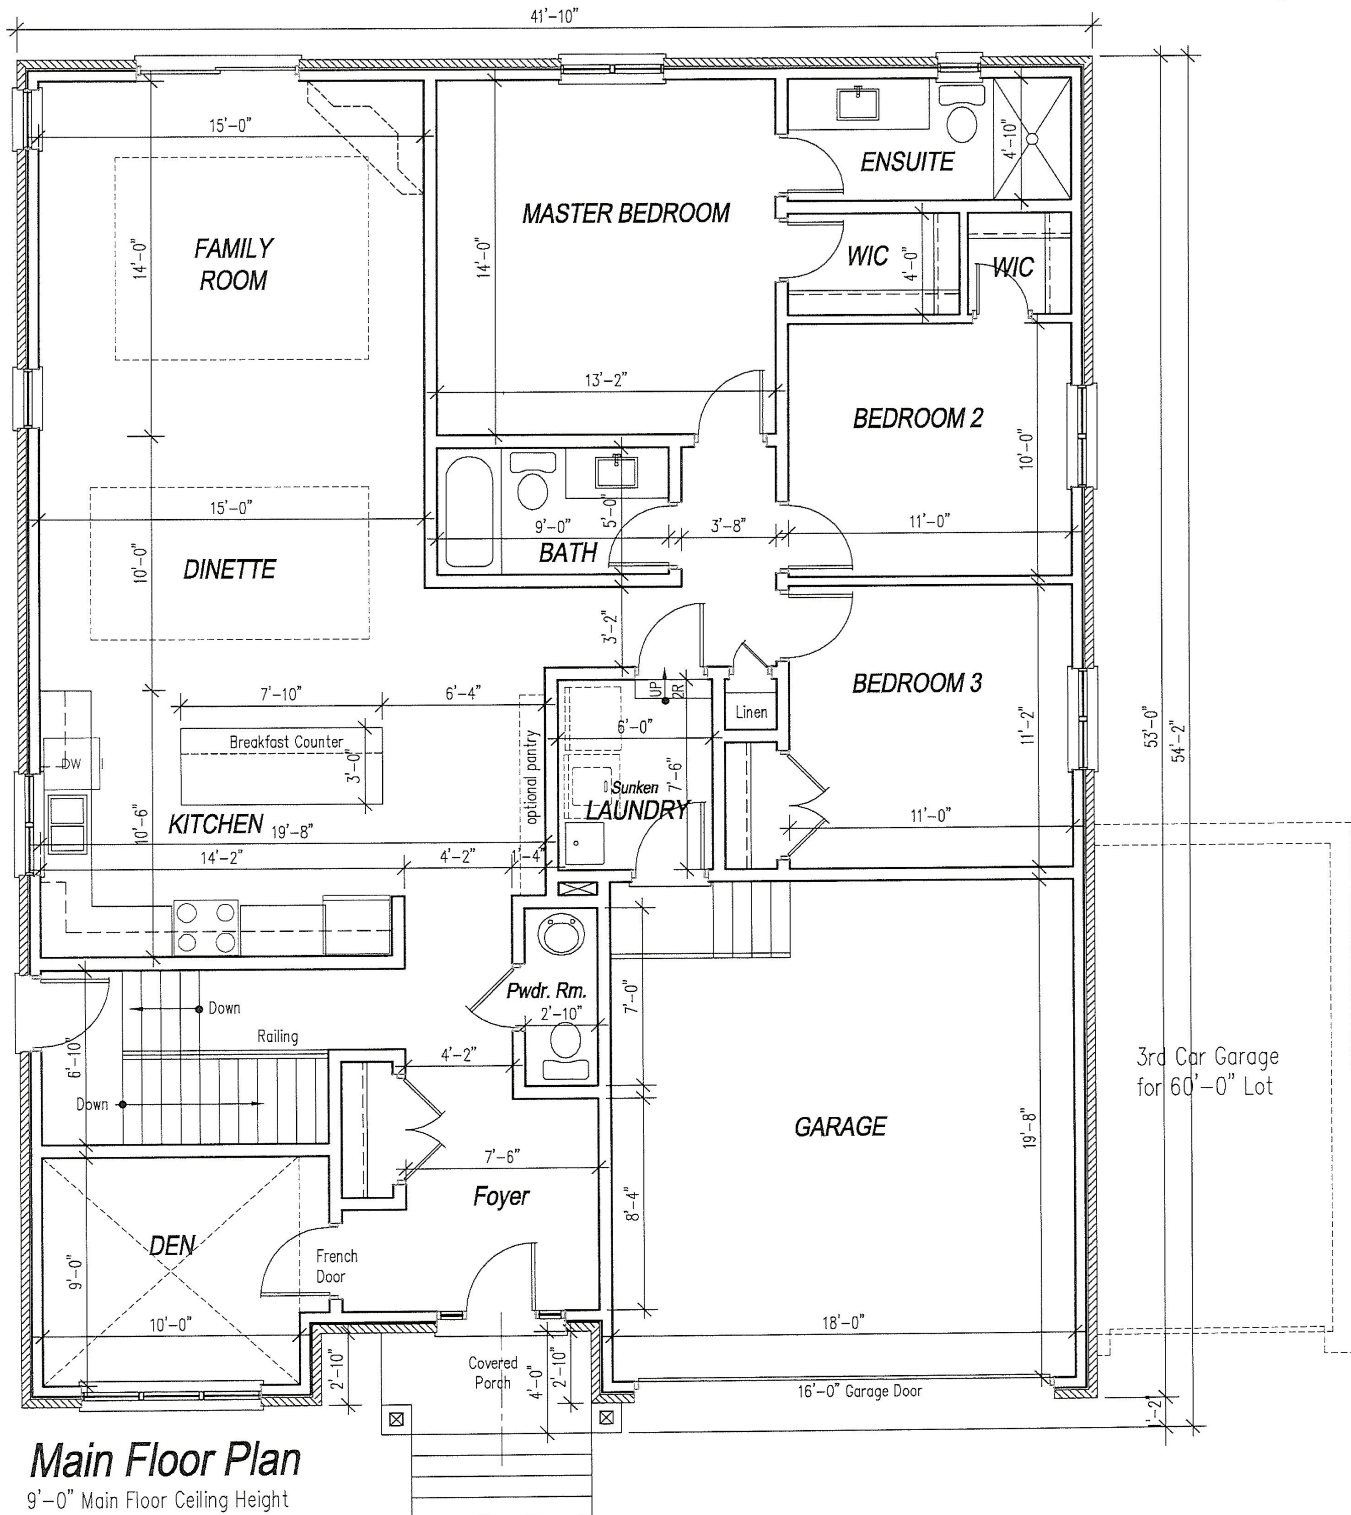 41'-10"
15'-0"
FAMILY
ROOM
14'-0"
MASTER BEDROOM
14'-0"
13'-2"
ENSUITE
4'-10"
WIC
4'-0"
WIC
BEDROOM 2
10'-0"
11'-0"
15'-0"
DINETTE
10'-0"
9'-0"
5'-0"
BATH
3'-8"
3'-2"
BEDROOM 3
11'-2"
11'-0"
53'-0"
54'-2"
7'-10"
6'-4"
Breakfast Counter
3'-0"
DW
optional pantry
UP
2R
6'-0"
7'-6"
Sunken
LAUNDRY
Linen
KITCHEN
10'-6"
19'-8"
14'-2"
4'-2"
1'-4"
Down
Railing
6'-10"
Down
Pwdr. Rm.
2'-10"
7'-0"
4'-2"
7'-6"
Foyer
8'-4"
GARAGE
19'-8"
3rd Car Garage
for 60'-0" Lot
DEN
9'-0"
10'-0"
French
Door
2'-10"
Covered
Porch
4'-0"
2'-10"
18'-0"
16'-0" Garage Door
Main Floor Plan
9'-0" Main Floor Ceiling Height